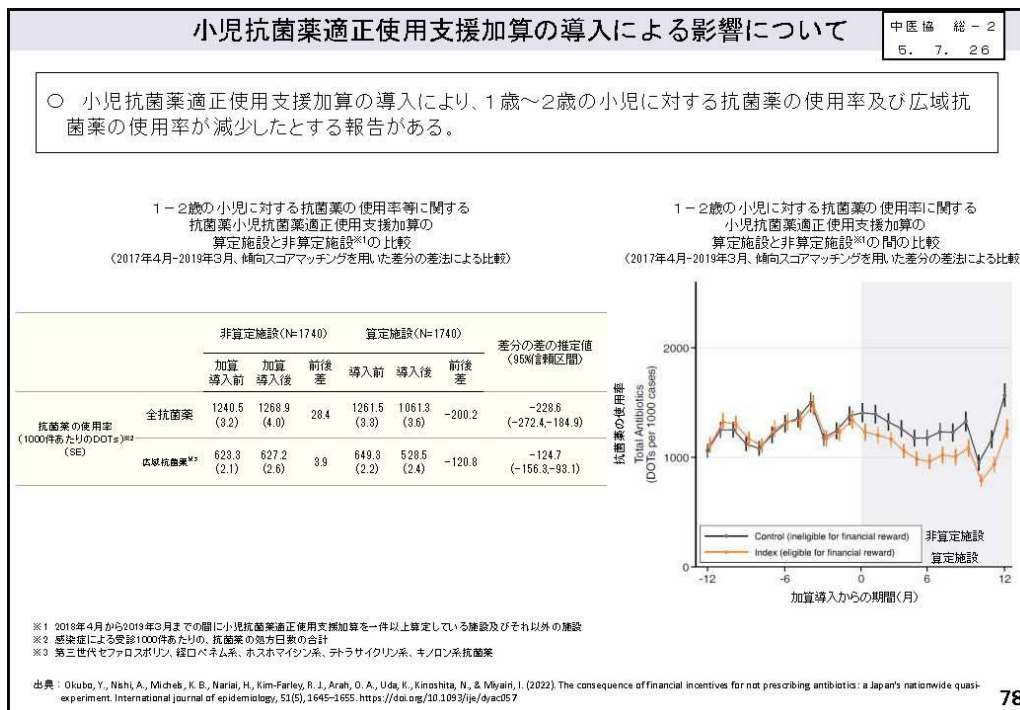 小児抗菌薬適正使用支援加算の導入による影響について
中医協 総－２
５．７．２６
○ 小児抗菌薬適正使用支援加算の導入により、１歳～２歳の小児に対する抗菌薬の使用率及び広域抗
菌薬の使用率が減少したとする報告がある。
１－２歳の小児に対する抗菌薬の使用率等に関する
抗菌薬小児抗菌薬適正使用支援加算の
算定施設と非算定施設※1の比較
（2017年4月-2019年3月、傾向スコアマッチングを用いた差分の差法による比較）
非算定施設(N=1740) 算定施設(N=1740) 差分の差の推定値
(95%信頼区間)
加算
導入前 加算
導入後 前後
差 導入前 導入後 前後
差
抗菌薬の使用率
(1000件あたりのDOTs)※2
(SE)
全抗菌薬 1240.5
(3.2) 1268.9
(4.0) 28.4 1261.5
(3.3) 1061.3
(3.6) −200.2 −228.6
(−272.4,−184.9)
広域抗菌薬※3 623.3
(2.1) 627.2
(2.6) 3.9 649.3
(2.2) 528.5
(2.4) −120.8 −124.7
(−156.3,−93.1)
１－２歳の小児に対する抗菌薬の使用率に関する
小児抗菌薬適正使用支援加算の
算定施設と非算定施設※1の間の比較
（2017年4月-2019年3月、傾向スコアマッチングを用いた差分の差法による比較
抗菌薬の使用率
Total Antibiotics
(DOTs per 1000 cases)
2000
1000
0
Control (ineligible for financial reward) 非算定施設
Index (eligible for financial reward) 算定施設
-12 -6 0 6 12
加算導入からの期間(月)
※１ 2018年4月から2019年3月までの間に小児抗菌薬適正使用支援加算を一件以上算定している施設及びそれ以外の施設
※２ 感染症による受診1000件あたりの、抗菌薬の処方日数の合計
※３ 第三世代セファロスポリン、経口ペネム系、ホスホマイシン系、テトラサイクリン系、キノロン系抗菌薬
出典：Okubo, Y., Nishi, A., Michels, K. B., Nariai, H., Kim-Farley, R. J., Arah, O. A., Uda, K., Kinoshita, N., & Miyairi, I. (2022). The consequence of financial incentives for not prescribing antibiotics: a Japan's nationwide quasi-
experiment. International journal of epidemiology, 51(5), 1645–1655. https://doi.org/10.1093/ije/dyac057
78